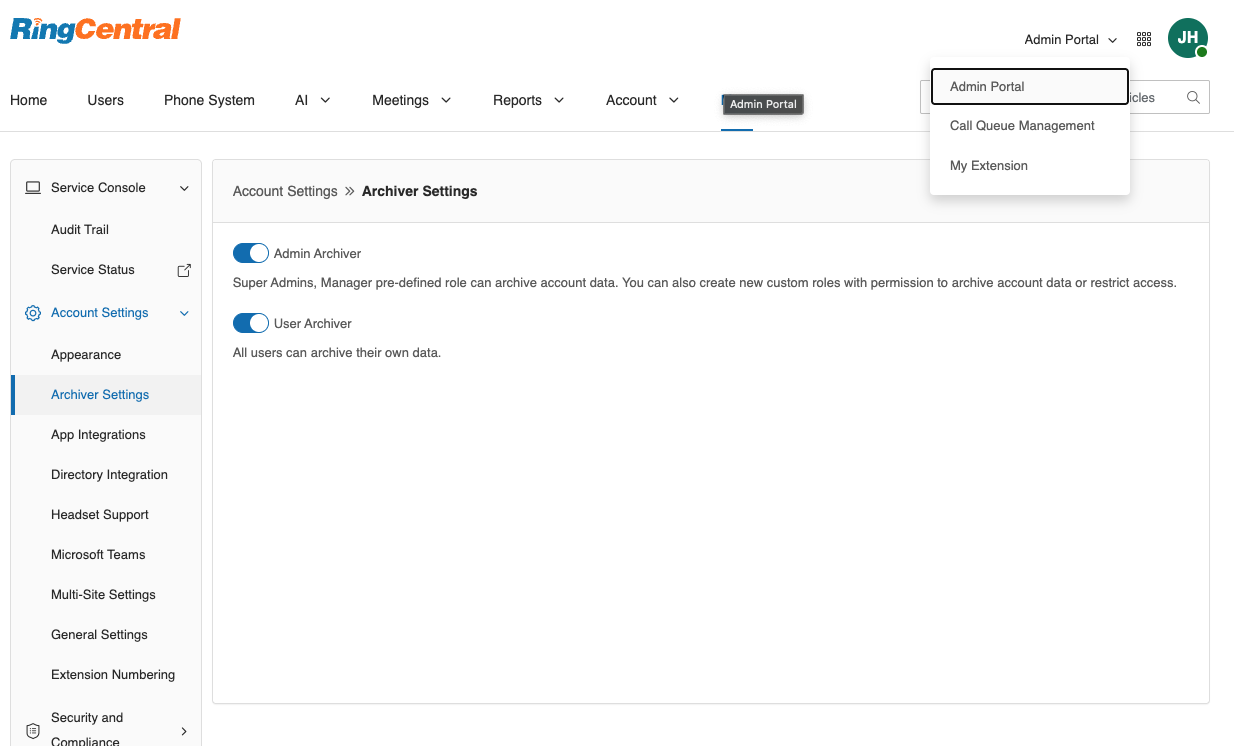 RingCentral
Admin Portal
JH
Home
Users
Phone System
AI
Meetings
Reports
Account
Admin Portal
Admin Portal
Call Queue Management
My Extension
Service Console
Audit Trail
Service Status
Account Settings
Appearance
Archiver Settings
App Integrations
Directory Integration
Headset Support
Microsoft Teams
Multi-Site Settings
General Settings
Extension Numbering
Security and
Compliance
Account Settings » Archiver Settings
Admin Archiver
Super Admins, Manager pre-defined role can archive account data. You can also create new custom roles with permission to archive account data or restrict access.
User Archiver
All users can archive their own data.